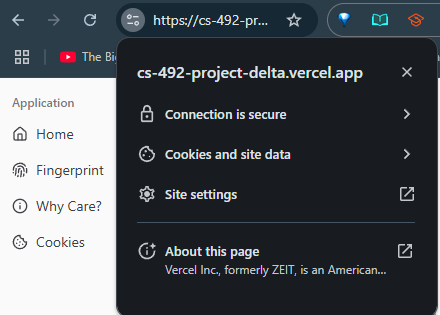 https://cs-492-pr...
The Big
cs-492-project-delta.vercel.app
Connection is secure
Cookies and site data
Site settings
About this page
Vercel Inc., formerly ZEIT, is an American...
Application
Home
Fingerprint
Why Care?
Cookies